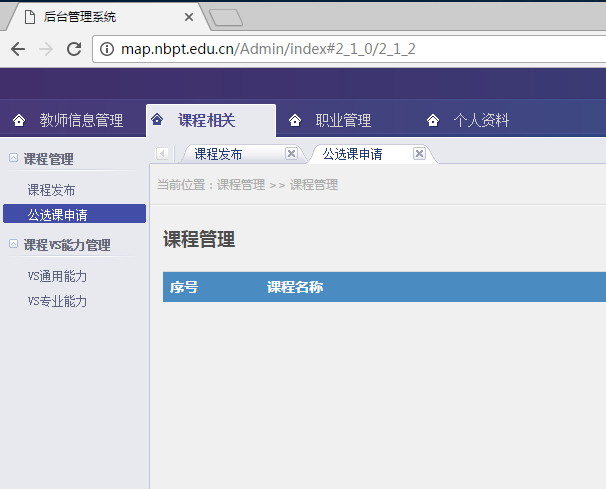 后台管理系统
map.nbpt.edu.cn/Admin/index#2_1_0/2_1_2
教师信息管理 课程相关 职业管理 个人资料
课程管理
课程发布
公选课申请
课程VS能力管理
VS通用能力
VS专业能力
课程发布 公选课申请
当前位置：课程管理 >> 课程管理
课程管理
序号 课程名称